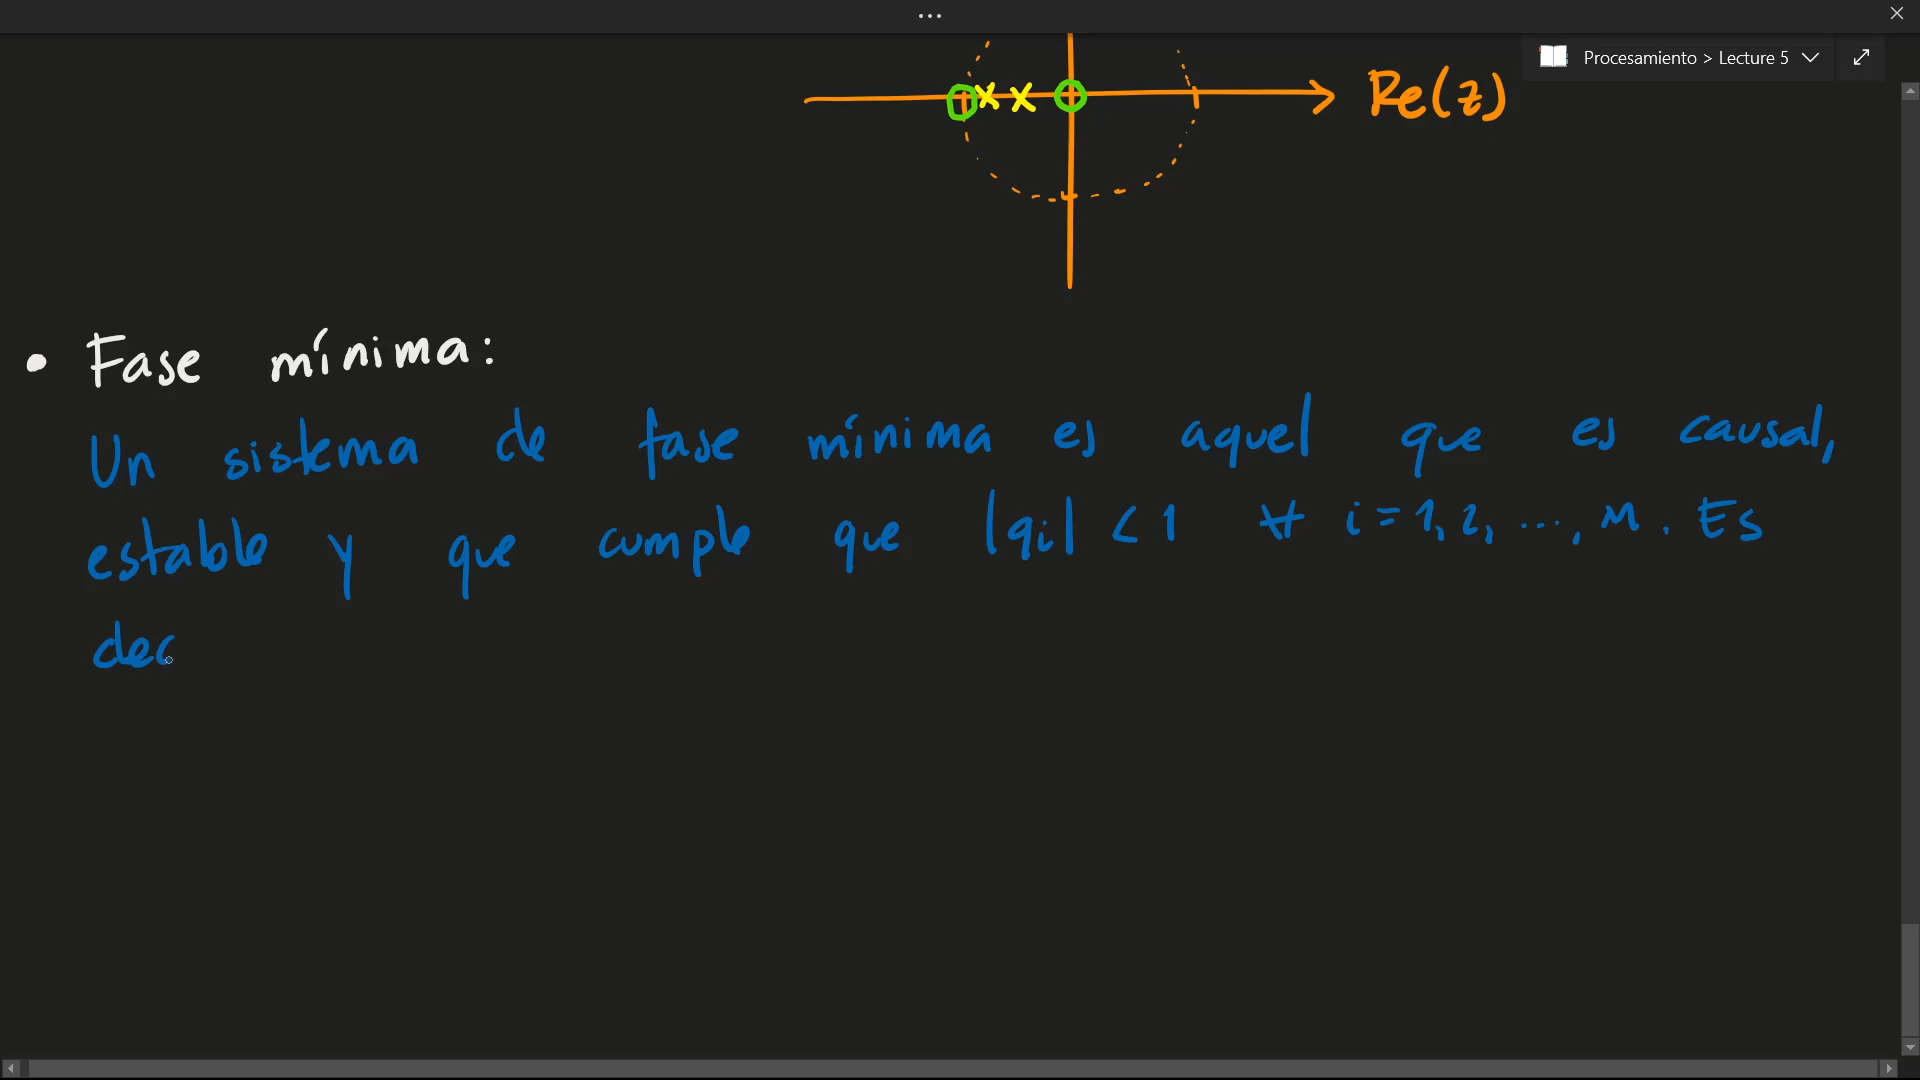 Procesamiento > Lecture 5
Re(z)
• Fase mínima:
Un sistema de fase mínima es aquel que es causal,
estable y que cumple que |qi| < 1 ∀ i = 1, 2, ..., M. Es
dec